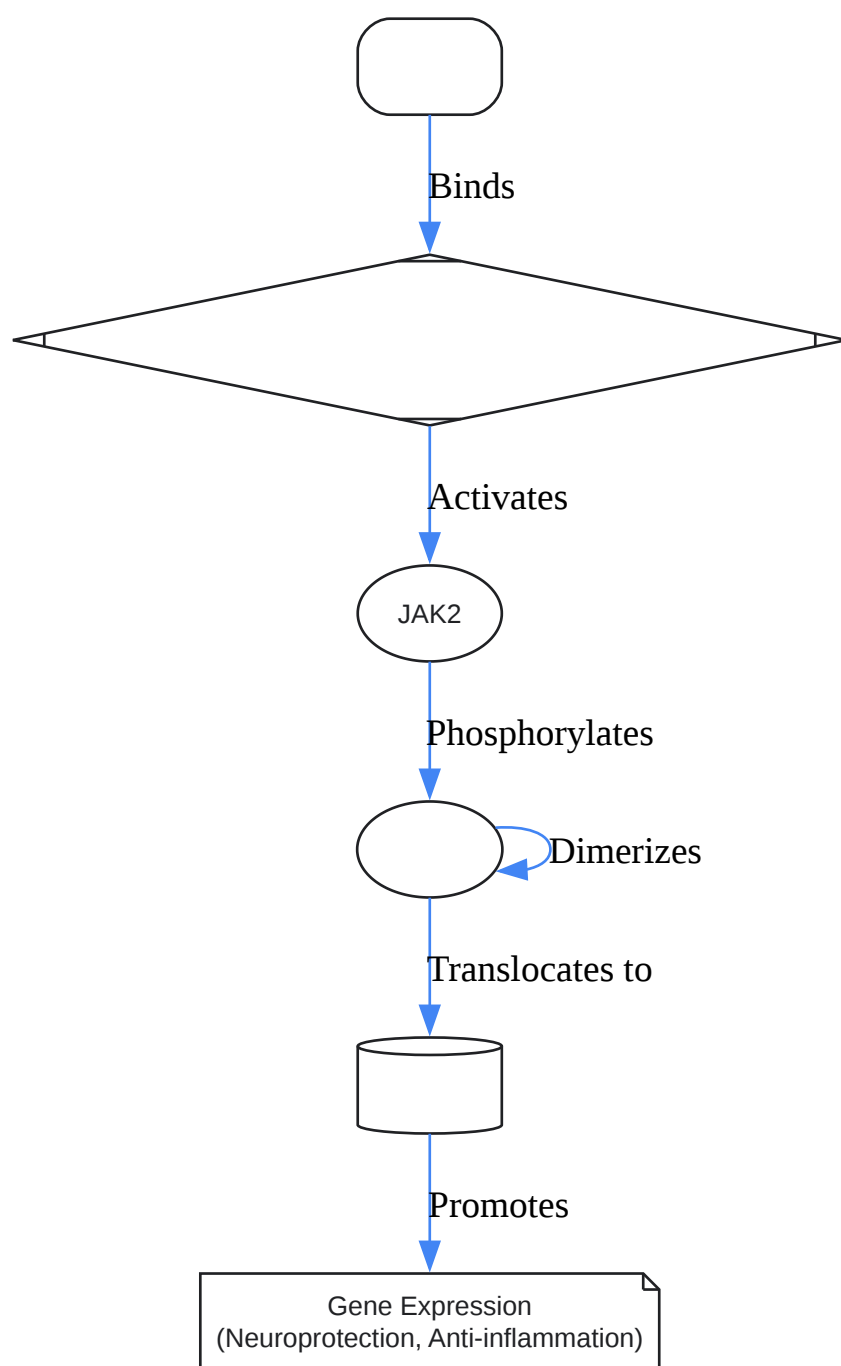 Binds
Activates
JAK2
Phosphorylates
Dimerizes
Translocates to
Promotes
Gene Expression
(Neuroprotection, Anti-inflammation)